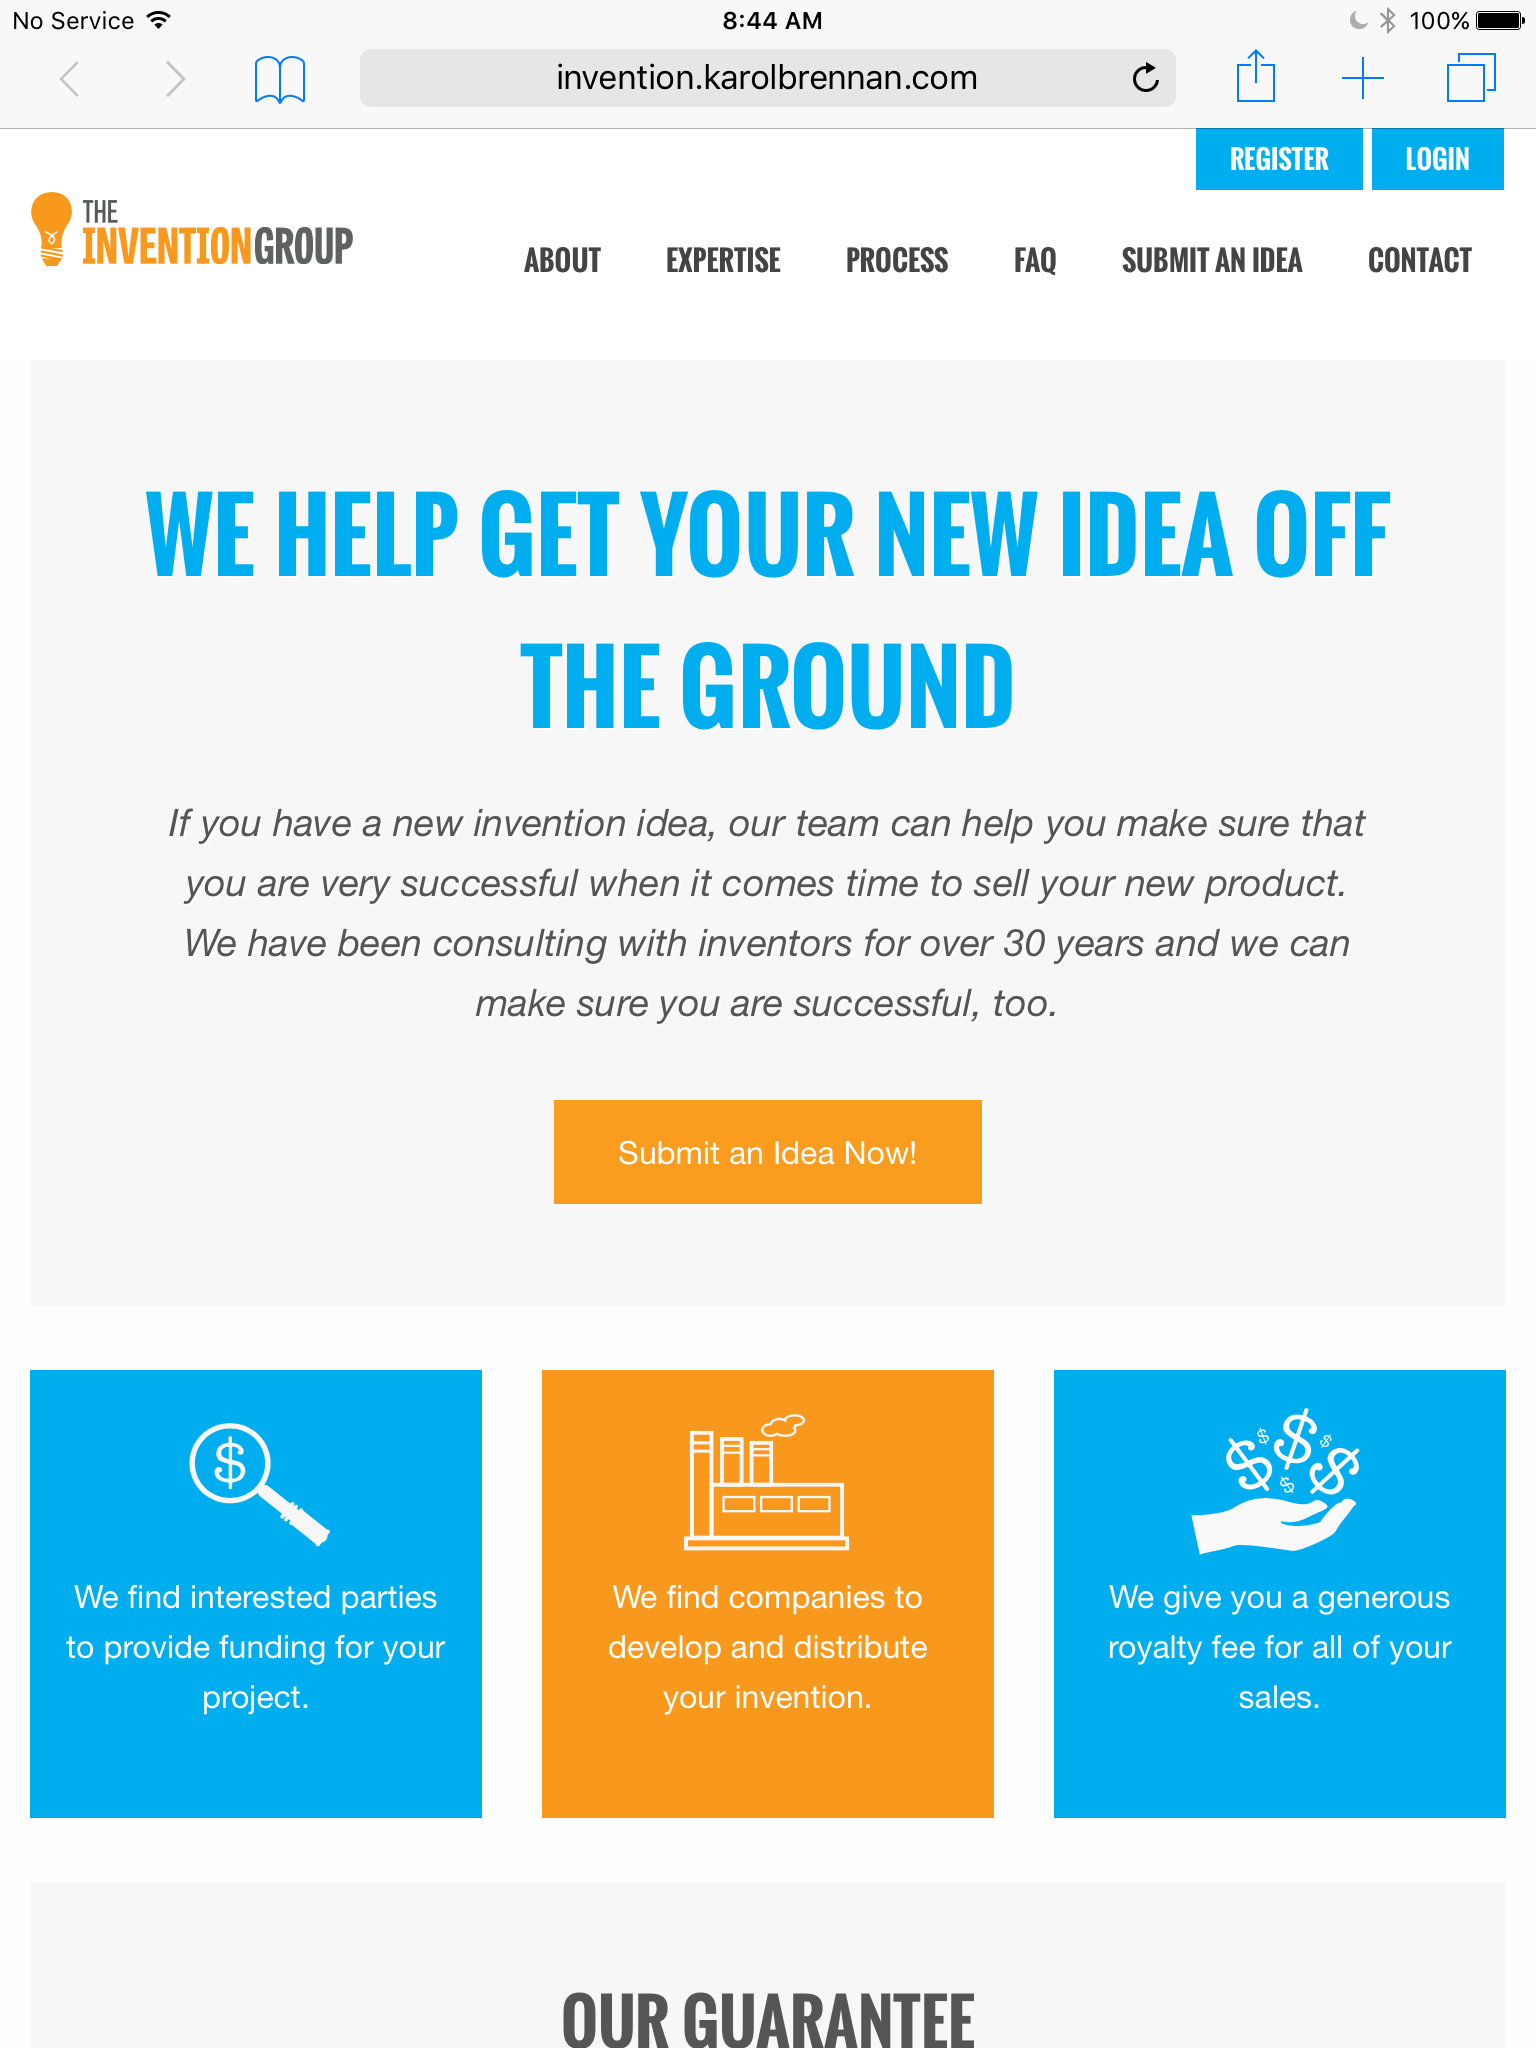 No Service
8:44 AM
100%
invention.karolbrennan.com
REGISTER
LOGIN
THE
INVENTIONGROUP
ABOUT
EXPERTISE
PROCESS
FAQ
SUBMIT AN IDEA
CONTACT
WE HELP GET YOUR NEW IDEA OFF
THE GROUND
If you have a new invention idea, our team can help you make sure that
you are very successful when it comes time to sell your new product.
We have been consulting with inventors for over 30 years and we can
make sure you are successful, too.
Submit an Idea Now!
$
We find interested parties
to provide funding for your
project.
We find companies to
develop and distribute
your invention.
$ $ $ $ $ $
We give you a generous
royalty fee for all of your
sales.
OUR GUARANTEE